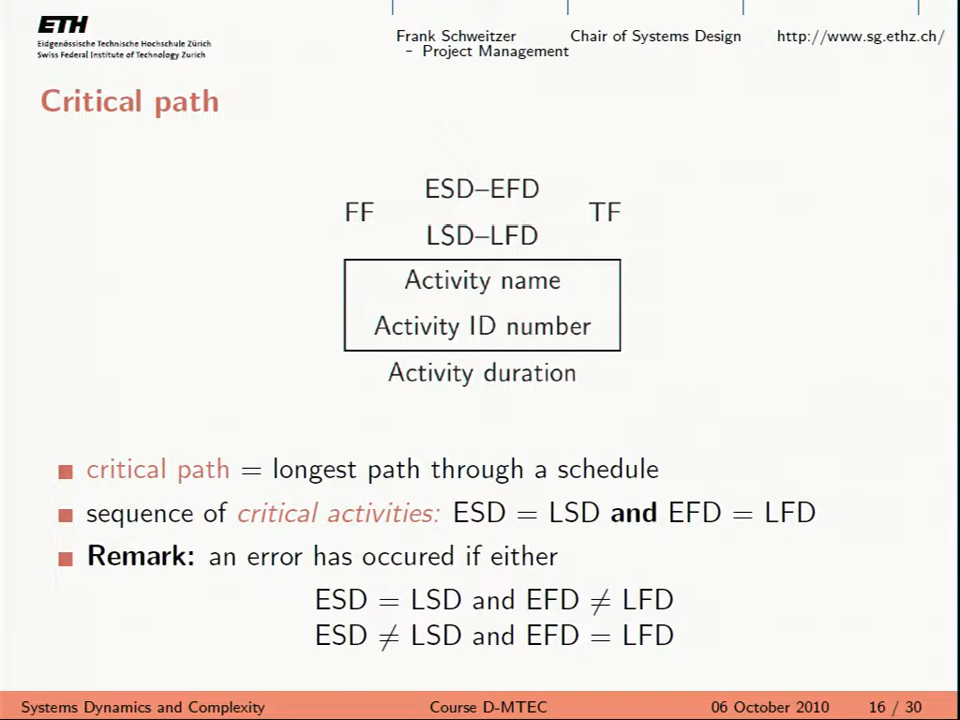 ETH
Eidgenössische Technische Hochschule Zürich
Swiss Federal Institute of Technology Zurich
Frank Schweitzer
– Project Management
Chair of Systems Design
http://www.sg.ethz.ch/
Critical path
ESD–EFD
FF
TF
LSD–LFD
Activity name
Activity ID number
Activity duration
critical path = longest path through a schedule
sequence of critical activities: ESD = LSD and EFD = LFD
Remark: an error has occured if either
ESD = LSD and EFD ≠ LFD
ESD ≠ LSD and EFD = LFD
Systems Dynamics and Complexity
Course D-MTEC
06 October 2010
16 / 30